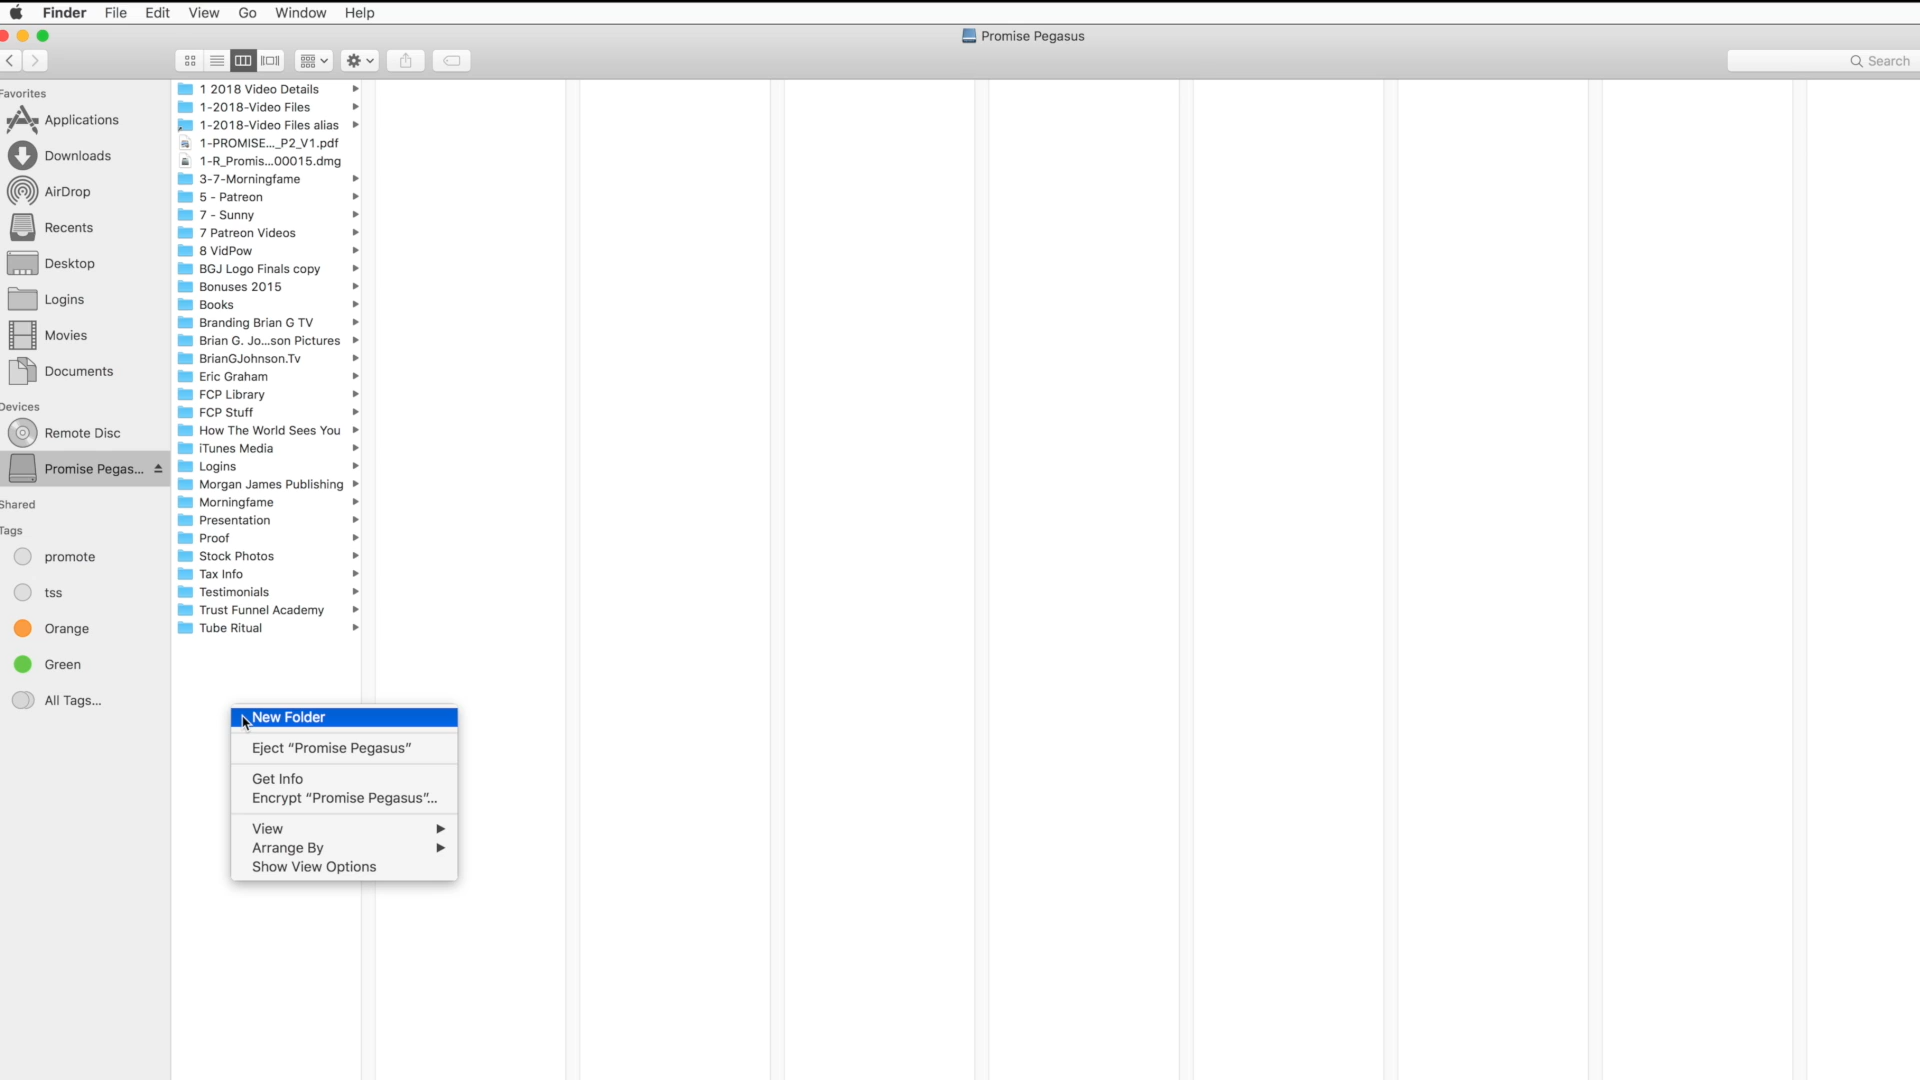 Finder File Edit View Go Window Help
Promise Pegasus
Search
Favorites
Applications
Downloads
AirDrop
Recents
Desktop
Logins
Movies
Documents
Devices
Remote Disc
Promise Pegas...
Shared
Tags
promote
tss
Orange
Green
All Tags...
1 2018 Video Details
1-2018-Video Files
1-2018-Video Files alias
1-PROMISE..._P2_V1.pdf
1-R_Promis...00015.dmg
3-7-Morningfame
5 - Patreon
7 - Sunny
7 Patreon Videos
8 VidPow
BGJ Logo Finals copy
Bonuses 2015
Books
Branding Brian G TV
Brian G. Jo...son Pictures
BrianGJohnson.Tv
Eric Graham
FCP Library
FCP Stuff
How The World Sees You
iTunes Media
Logins
Morgan James Publishing
Morningfame
Presentation
Proof
Stock Photos
Tax Info
Testimonials
Trust Funnel Academy
Tube Ritual
New Folder
Eject “Promise Pegasus”
Get Info
Encrypt “Promise Pegasus”...
View
Arrange By
Show View Options